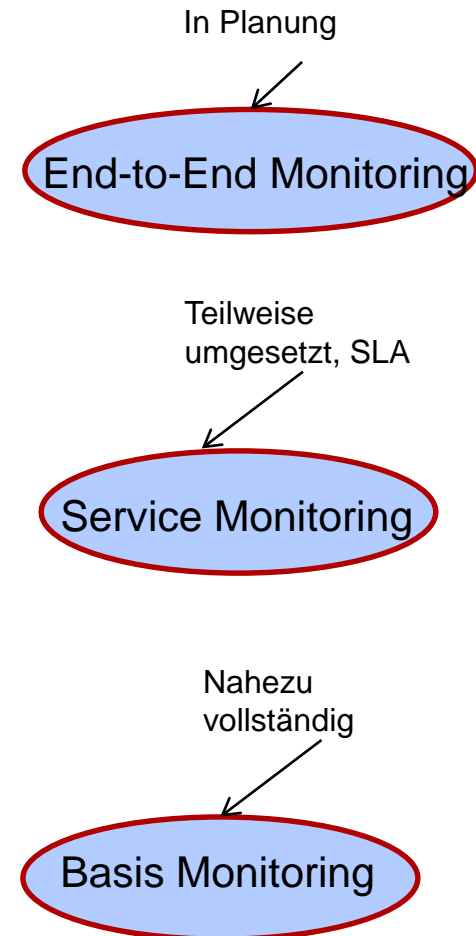 In Planung
End-to-End Monitoring
Teilweise
umgesetzt, SLA
Service Monitoring
Nahezu
vollständig
Basis Monitoring